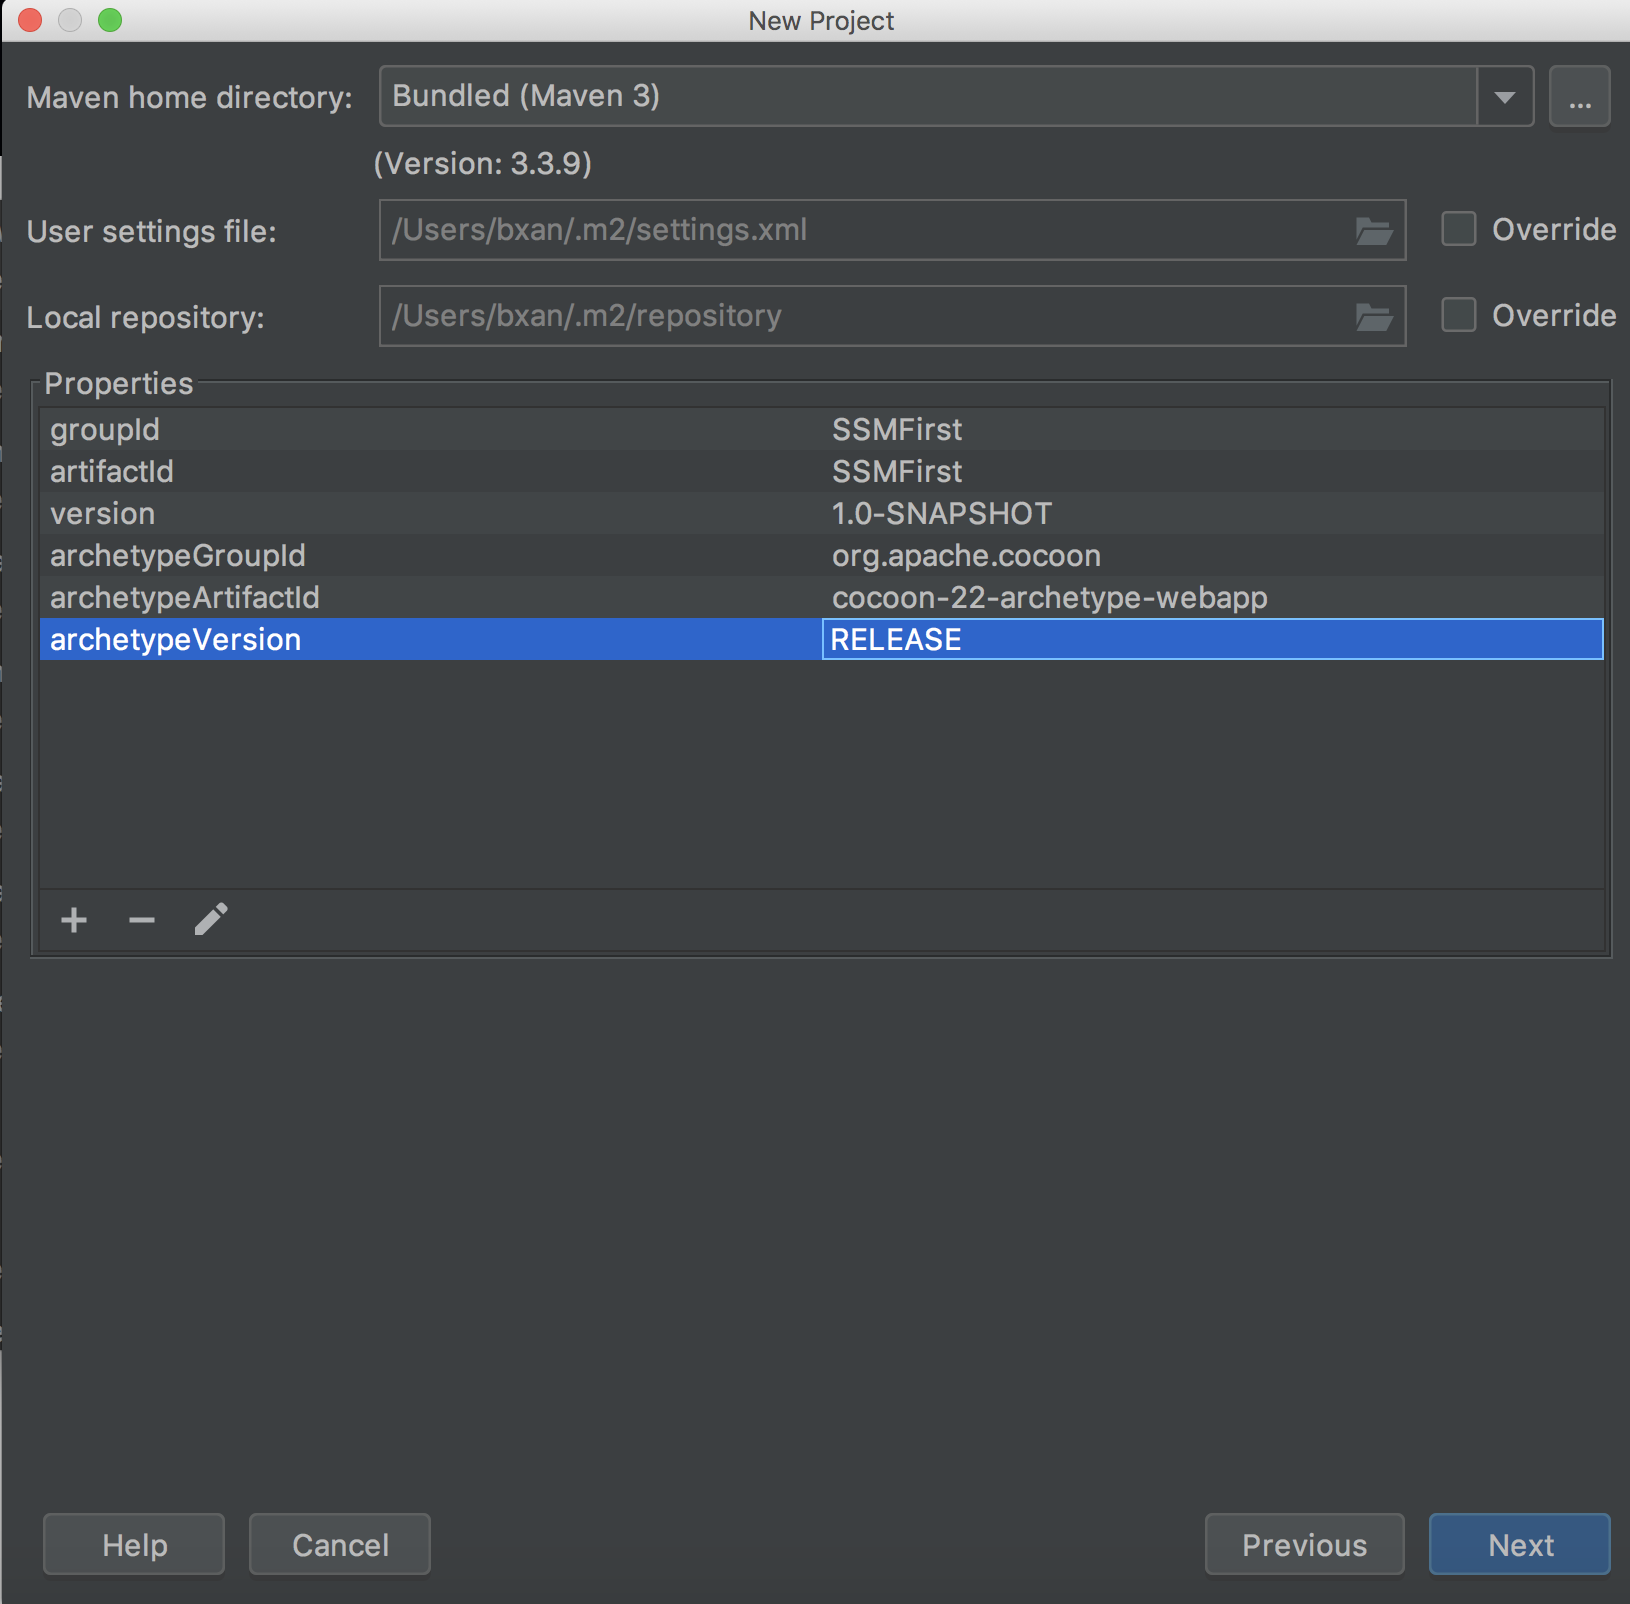 New Project
Maven home directory: Bundled (Maven 3) ...
(Version: 3.3.9)
User settings file: /Users/bxan/.m2/settings.xml Override
Local repository: /Users/bxan/.m2/repository Override
Properties
groupId SSMFirst
artifactId SSMFirst
version 1.0-SNAPSHOT
archetypeGroupId org.apache.cocoon
archetypeArtifactId cocoon-22-archetype-webapp
archetypeVersion RELEASE
Help Cancel Previous Next